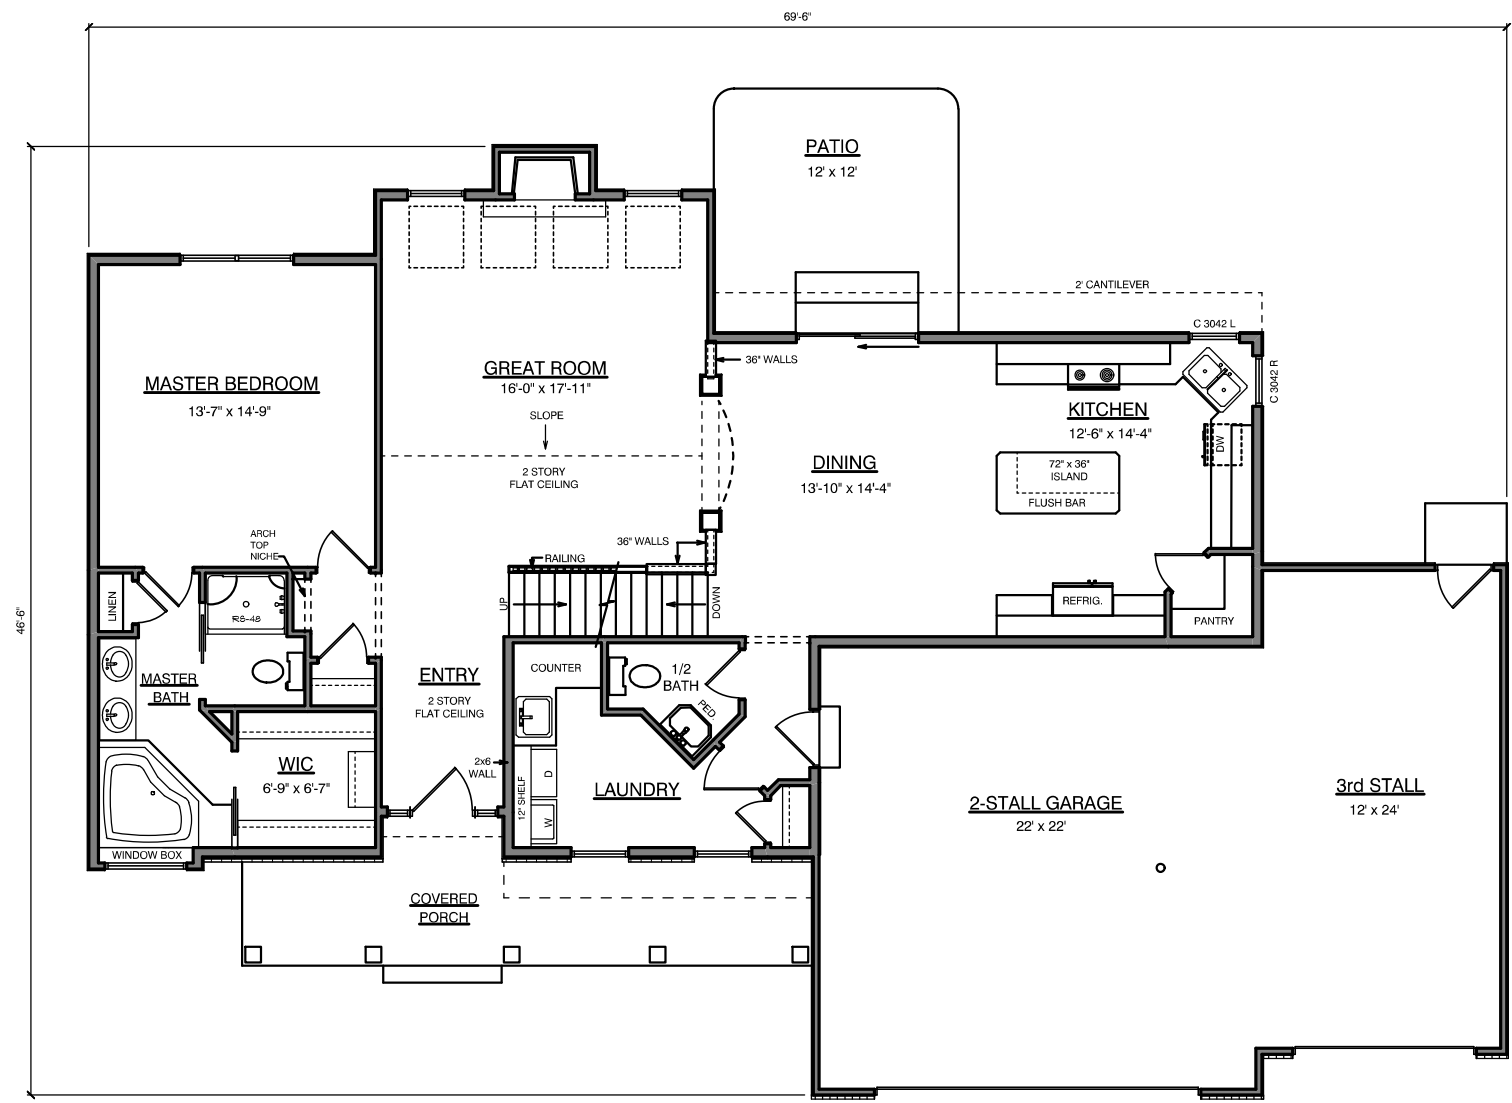 69'-6"
PATIO
12' x 12'
2' CANTILEVER
C 3042 L
36" WALLS
GREAT ROOM
16'-0" x 17'-11"
MASTER BEDROOM
13'-7" x 14'-9"
C 3042 R
KITCHEN
12'-6" x 14'-4"
SLOPE
DW
DINING
13'-10" x 14'-4"
2 STORY
FLAT CEILING
72" x 36"
ISLAND
FLUSH BAR
ARCH
TOP
NICHE
36" WALLS
RAILING
LINEN
UP
DOWN
REFRIG.
RS-48
PANTRY
46'-6"
COUNTER
1/2
BATH
ENTRY
2 STORY
FLAT CEILING
MASTER
BATH
PED
WIC
6'-9" x 6'-7"
2x6
WALL
12" SHELF
D
LAUNDRY
W
2-STALL GARAGE
22' x 22'
3rd STALL
12' x 24'
WINDOW BOX
COVERED
PORCH